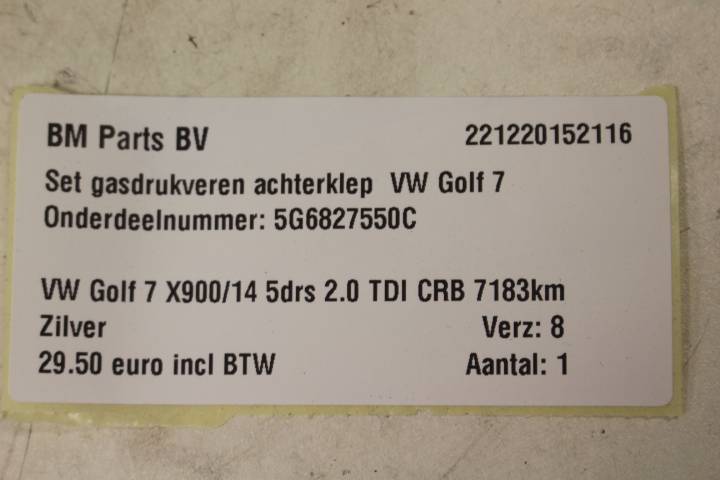 BM Parts BV 221220152116
Set gasdrukveren achterklep VW Golf 7
Onderdeelnummer: 5G6827550C
VW Golf 7 X900/14 5drs 2.0 TDI CRB 7183km
Zilver Verz: 8
29.50 euro incl BTW Aantal: 1